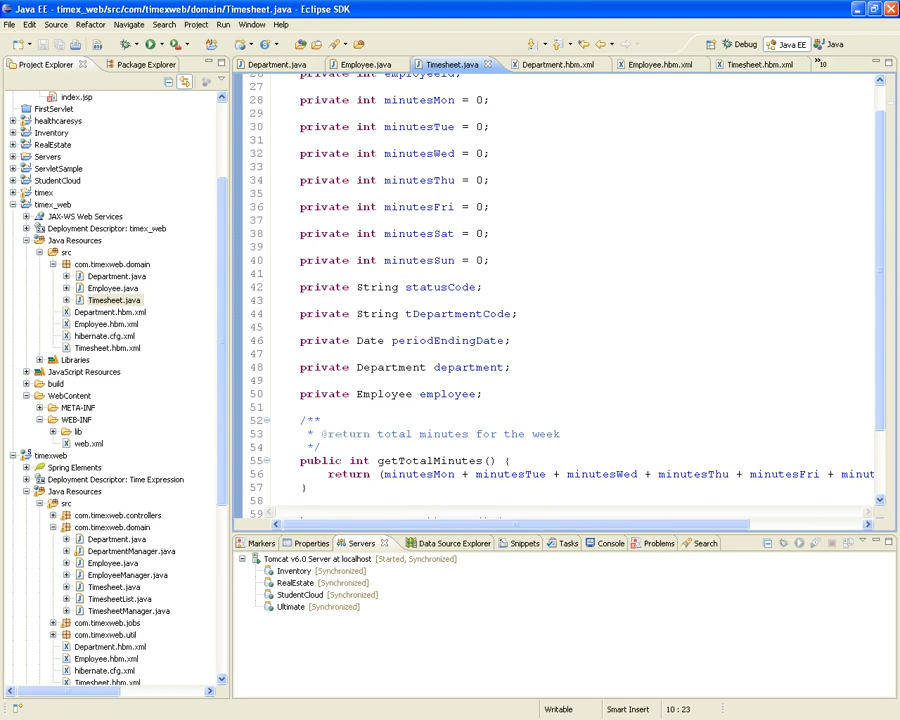 Java EE - timex_web/src/com/timexweb/domain/Timesheet.java - Eclipse SDK
File Edit Source Refactor Navigate Search Project Run Window Help
Debug Java EE Java
Project Explorer Package Explorer
index.jsp
FirstServlet
healthcaresys
Inventory
RealEstate
Servers
ServletSample
StudentCloud
timex
timex_web
JAX-WS Web Services
Deployment Descriptor: timex_web
Java Resources
src
com.timexweb.domain
Department.java
Employee.java
Timesheet.java
Department.hbm.xml
Employee.hbm.xml
hibernate.cfg.xml
Timesheet.hbm.xml
Libraries
JavaScript Resources
build
WebContent
META-INF
WEB-INF
lib
web.xml
timexweb
Spring Elements
Deployment Descriptor: Time Expression
Java Resources
src
com.timexweb.controllers
com.timexweb.domain
Department.java
DepartmentManager.java
Employee.java
EmployeeManager.java
Timesheet.java
TimesheetList.java
TimesheetManager.java
com.timexweb.jobs
com.timexweb.util
Department.hbm.xml
Employee.hbm.xml
hibernate.cfg.xml
Timesheet.hbm.xml
Department.java Employee.java Timesheet.java Department.hbm.xml Employee.hbm.xml Timesheet.hbm.xml »10
26 private int employeeId;
27
28 private int minutesMon = 0;
29
30 private int minutesTue = 0;
31
32 private int minutesWed = 0;
33
34 private int minutesThu = 0;
35
36 private int minutesFri = 0;
37
38 private int minutesSat = 0;
39
40 private int minutesSun = 0;
41
42 private String statusCode;
43
44 private String tDepartmentCode;
45
46 private Date periodEndingDate;
47
48 private Department department;
49
50 private Employee employee;
51
52 /**
53 * @return total minutes for the week
54 */
55 public int getTotalMinutes() {
56 return (minutesMon + minutesTue + minutesWed + minutesThu + minutesFri + minut
57 }
58
59
Markers Properties Servers Data Source Explorer Snippets Tasks Console Problems Search
Tomcat v6.0 Server at localhost [Started, Synchronized]
Inventory [Synchronized]
RealEstate [Synchronized]
StudentCloud [Synchronized]
Ultimate [Synchronized]
Writable Smart Insert 10 : 23